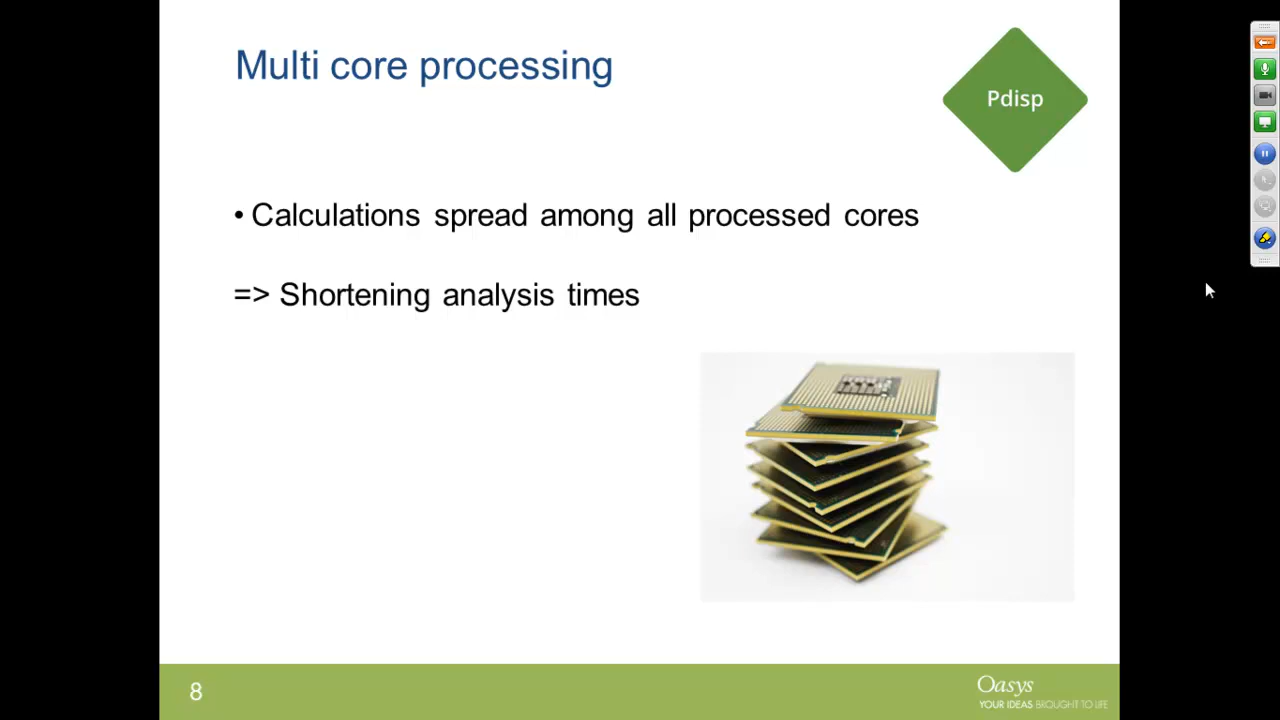 Multi core processing
Pdisp
• Calculations spread among all processed cores
=> Shortening analysis times
8
Oasys
YOUR IDEAS BROUGHT TO LIFE